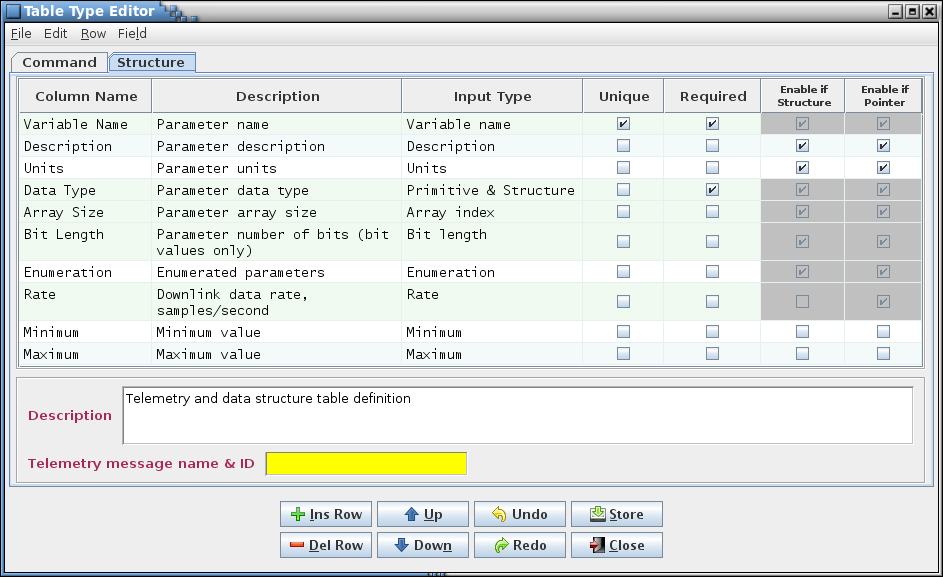 Table Type Editor
File Edit Row Field
Command Structure
Column Name Description Input Type Unique Required Enable if Structure Enable if Pointer
Variable Name Parameter name Variable name
Description Parameter description Description
Units Parameter units Units
Data Type Parameter data type Primitive & Structure
Array Size Parameter array size Array index
Bit Length Parameter number of bits (bit Bit length
values only)
Enumeration Enumerated parameters Enumeration
Rate Downlink data rate, Rate
samples/second
Minimum Minimum value Minimum
Maximum Maximum value Maximum
Description Telemetry and data structure table definition
Telemetry message name & ID
Ins Row Up Undo Store
Del Row Down Redo Close